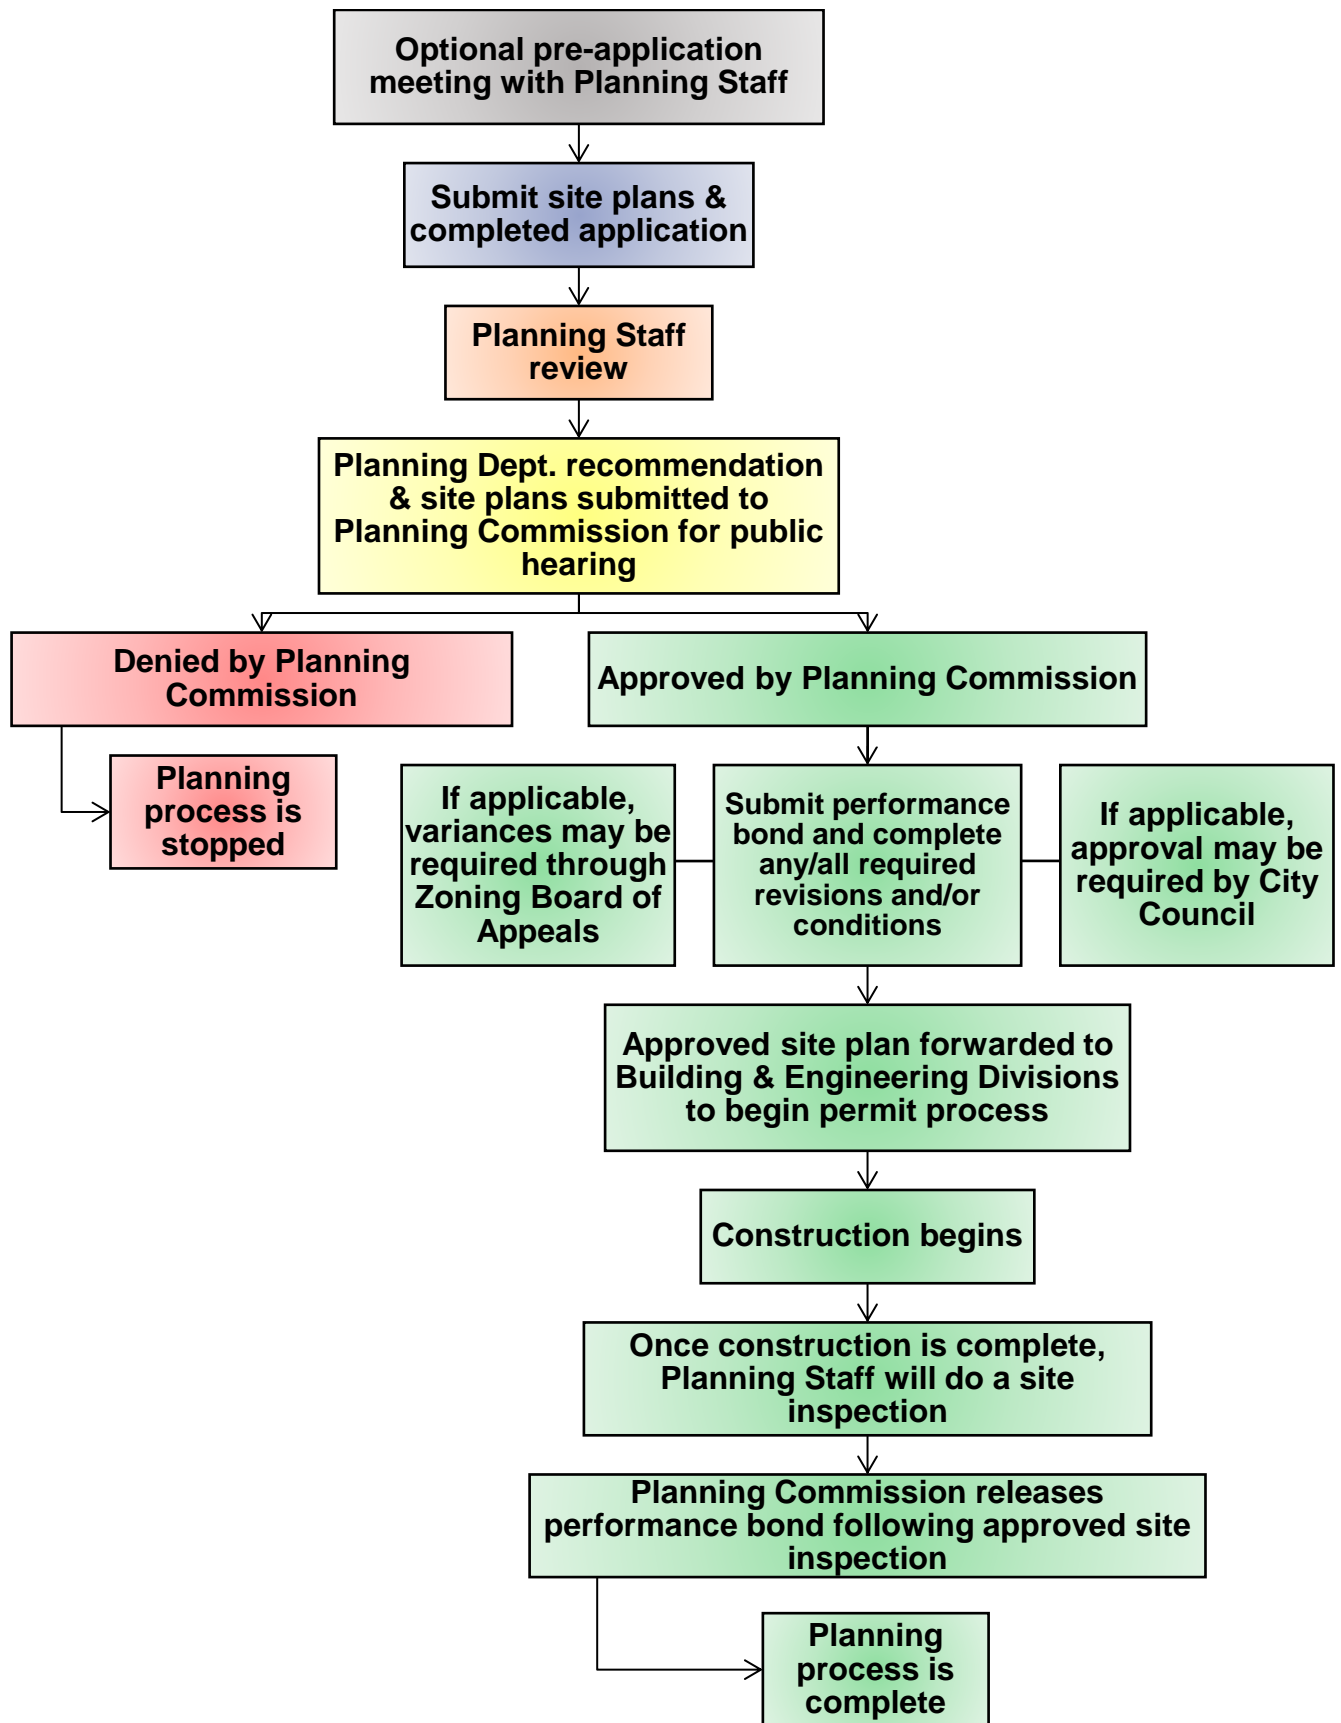 Optional pre-application
meeting with Planning Staff
Submit site plans &
completed application
Planning Staff
review
Planning Dept. recommendation
& site plans submitted to
Planning Commission for public
hearing
Denied by Planning
Commission
Approved by Planning Commission
Planning
process is
stopped
If applicable,
variances may be
required through
Zoning Board of
Appeals
Submit performance
bond and complete
any/all required
revisions and/or
conditions
If applicable,
approval may be
required by City
Council
Approved site plan forwarded to
Building & Engineering Divisions
to begin permit process
Construction begins
Once construction is complete,
Planning Staff will do a site
inspection
Planning Commission releases
performance bond following approved site
inspection
Planning
process is
complete